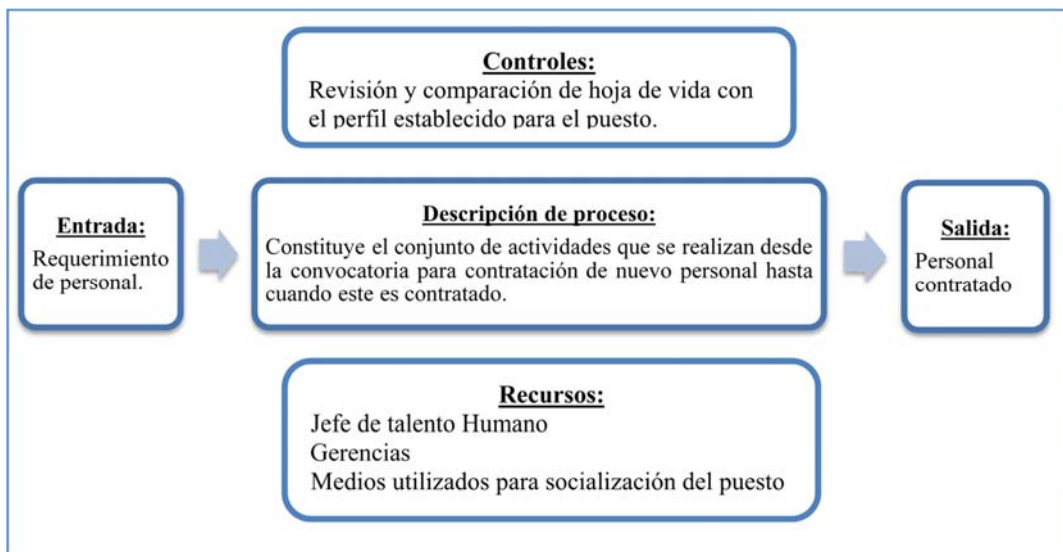 Controles:
Revisión y comparación de hoja de vida con
el perfil establecido para el puesto.
Entrada:
Requerimiento
de personal.
Descripción de proceso:
Constituye el conjunto de actividades que se realizan desde
la convocatoria para contratación de nuevo personal hasta
cuando este es contratado.
Salida:
Personal
contratado
Recursos:
Jefe de talento Humano
Gerencias
Medios utilizados para socialización del puesto